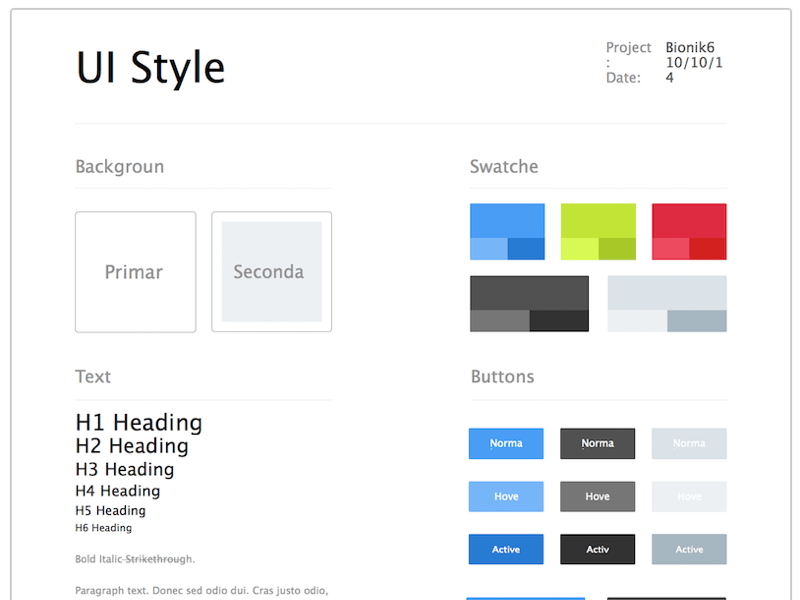 UI Style
Project Bionik6
: 10/10/1
Date: 4
Backgroun
Swatche
Primar
Seconda
Text
Buttons
H1 Heading
H2 Heading
H3 Heading
H4 Heading
H5 Heading
H6 Heading
Bold Italic Strikethrough.
Paragraph text. Donec sed odio dui. Cras justo odio,
Norma Norma Norma
Hove Hove Hove
Active Activ Active